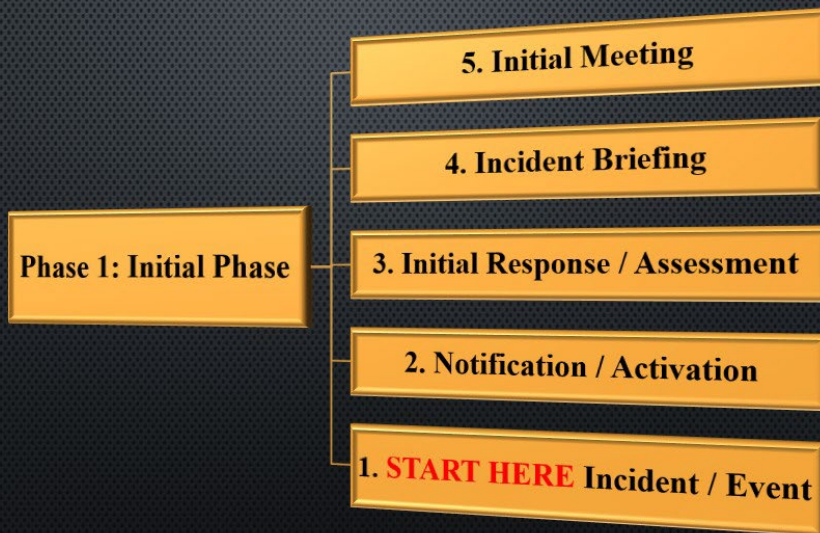 Phase 1: Initial Phase
5. Initial Meeting
4. Incident Briefing
3. Initial Response / Assessment
2. Notification / Activation
1. START HERE Incident / Event